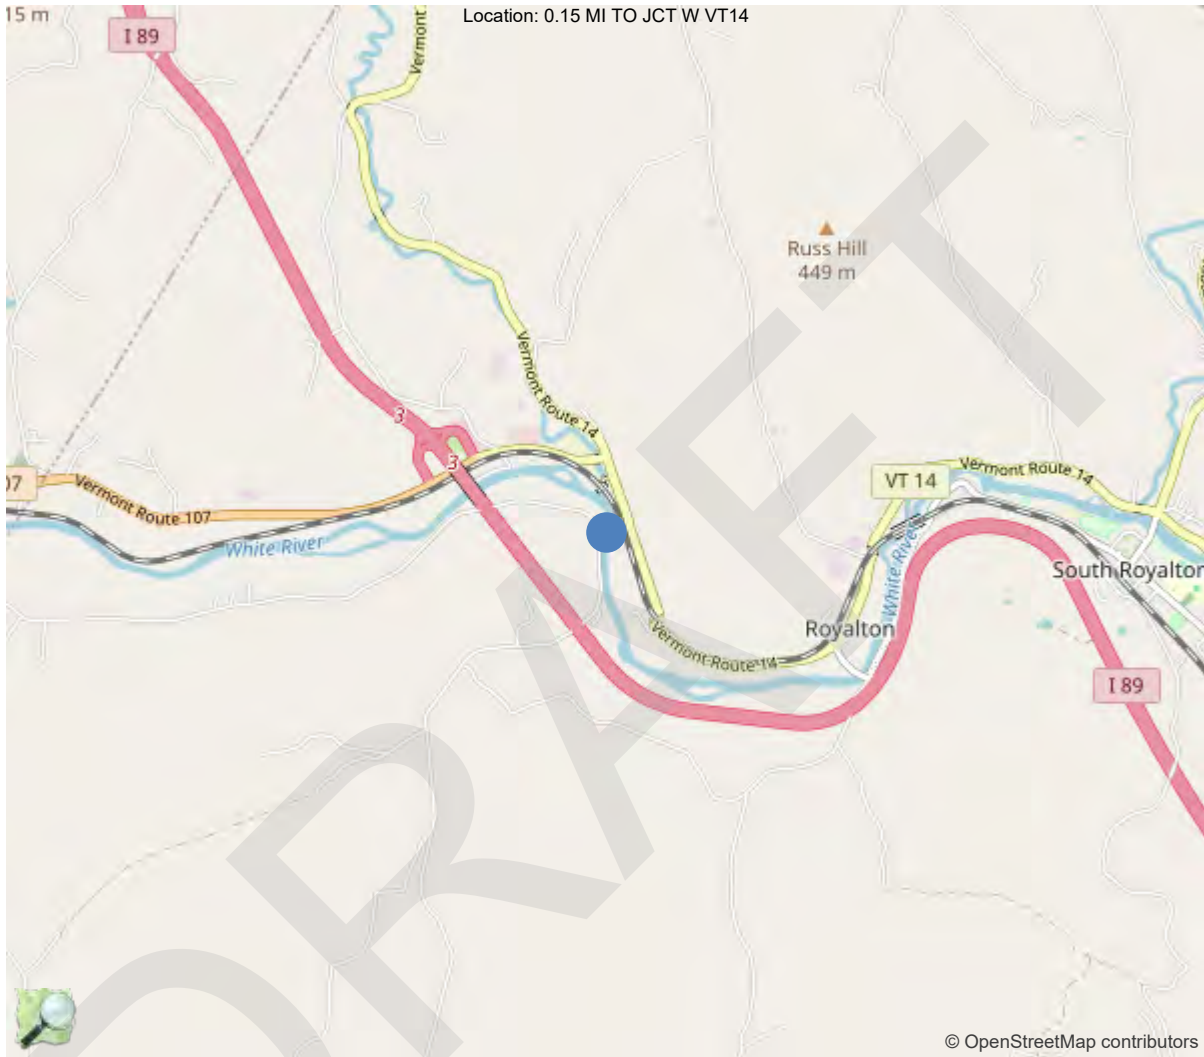 Location: 0.15 MI TO JCT W VT14
15 m
I 89
Vermont
Russ Hill
449 m
Vermont Route 14
3
3
07
Vermont Route 107
White River
VT 14
Vermont Route 14
White Rive
South Royalton
Royalton
Vermont Route 14
I 89
DRAFT
© OpenStreetMap contributors